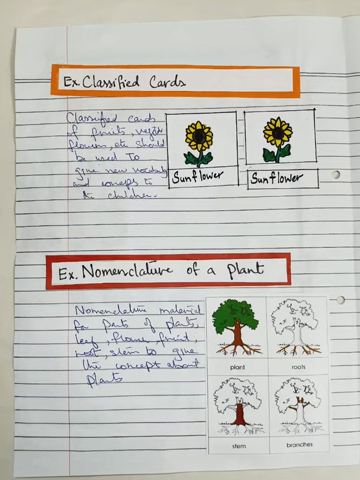 Ex. Classified Cards
Classified cards
of fruits, vegie
flowers, etc should
be used To
give new vocabulary
and concepts to
the children.
Sunflower
Sunflower
Ex. Nomenclature of a plant
Nomenclature material
for Parts of plants,
leaf, flower, fruit,
root, stem to give
the concept about
plants
plant
roots
stem
branches